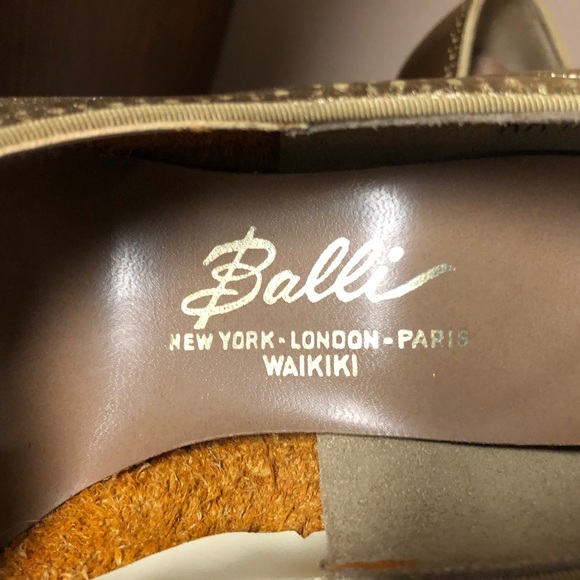 Balli
NEW YORK - LONDON - PARIS
WAIKIKI